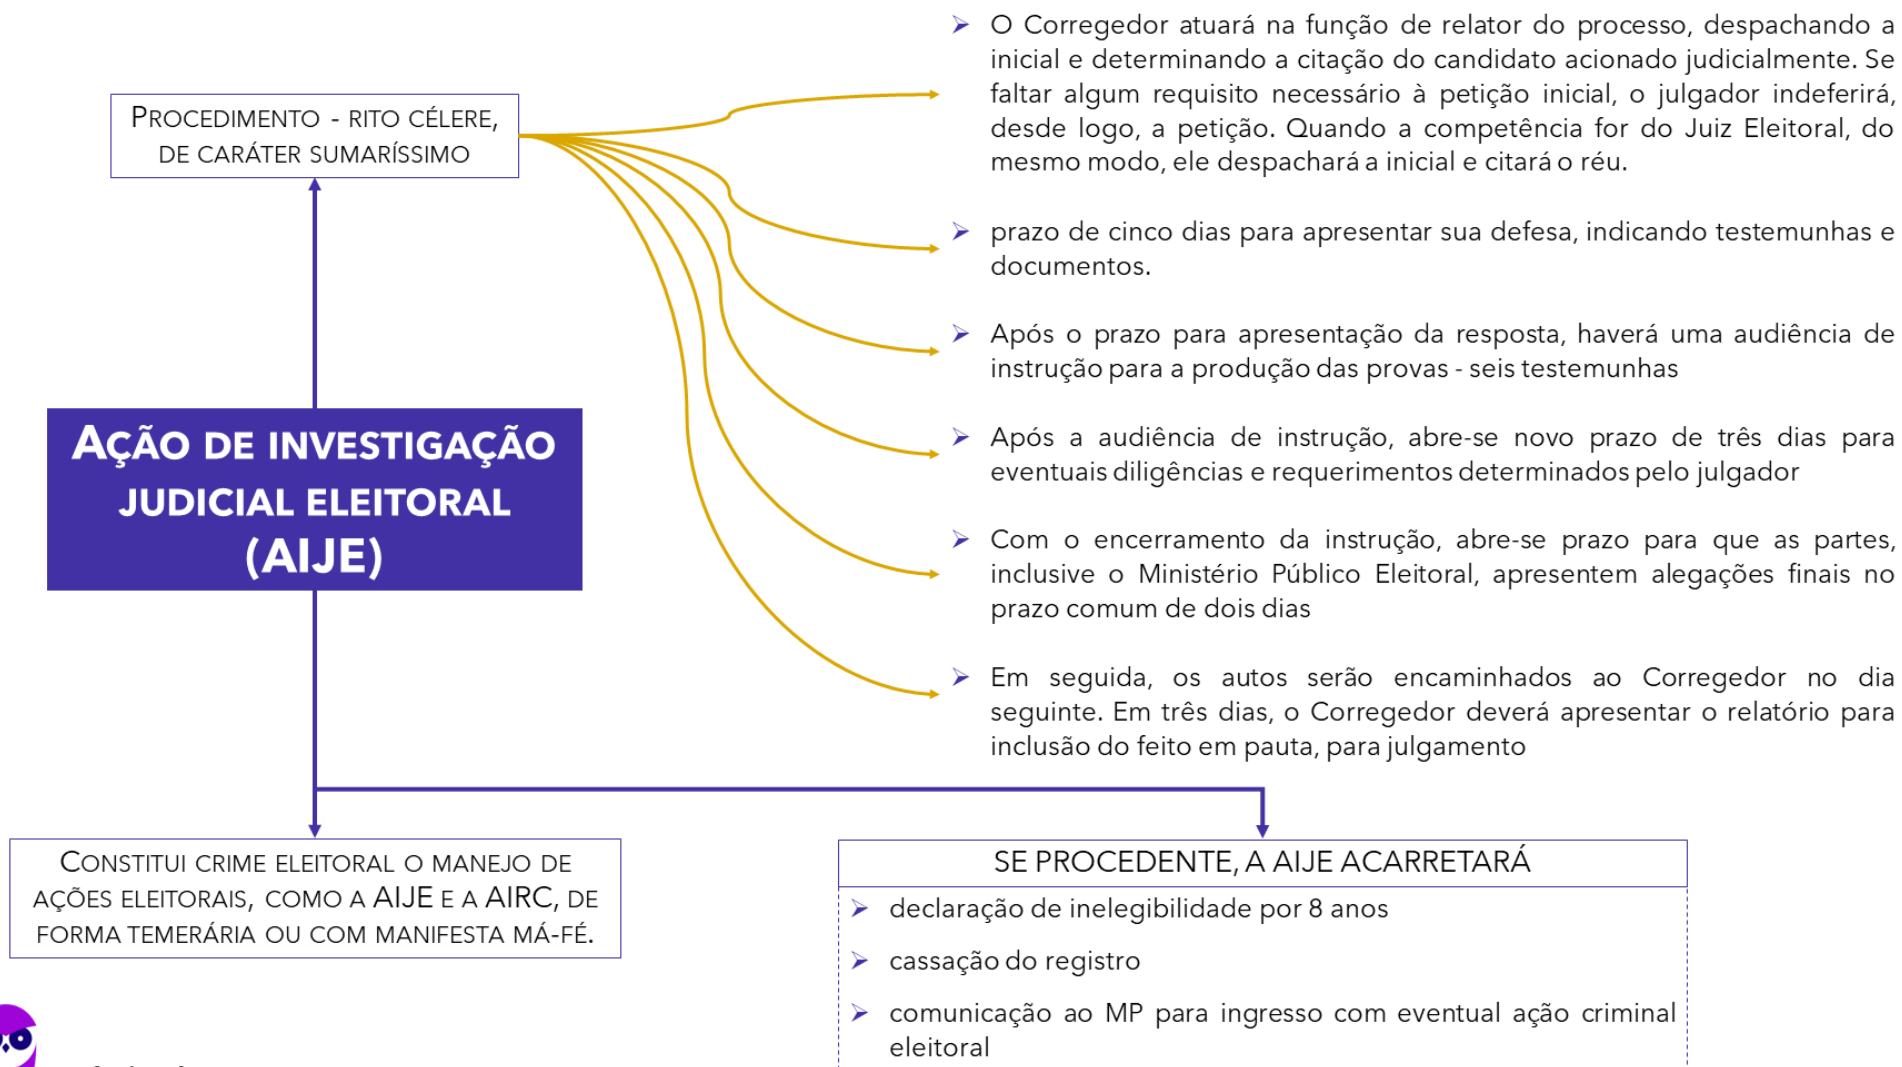 O Corregedor atuará na função de relator do processo, despachando a
inicial e determinando a citação do candidato acionado judicialmente. Se
faltar algum requisito necessário à petição inicial, o julgador indeferirá,
desde logo, a petição. Quando a competência for do Juiz Eleitoral, do
mesmo modo, ele despachará a inicial e citará o réu.
PROCEDIMENTO - RITO CÉLERE,
DE CARÁTER SUMARÍSSIMO
prazo de cinco dias para apresentar sua defesa, indicando testemunhas e
documentos.
Após o prazo para apresentação da resposta, haverá uma audiência de
instrução para a produção das provas - seis testemunhas
Após a audiência de instrução, abre-se novo prazo de três dias para
eventuais diligências e requerimentos determinados pelo julgador
AÇÃO DE INVESTIGAÇÃO
JUDICIAL ELEITORAL
(AIJE)
Com o encerramento da instrução, abre-se prazo para que as partes,
inclusive o Ministério Público Eleitoral, apresentem alegações finais no
prazo comum de dois dias
Em seguida, os autos serão encaminhados ao Corregedor no dia
seguinte. Em três dias, o Corregedor deverá apresentar o relatório para
inclusão do feito em pauta, para julgamento
CONSTITUI CRIME ELEITORAL O MANEJO DE
AÇÕES ELEITORAIS, COMO A AIJE E A AIRC, DE
FORMA TEMERÁRIA OU COM MANIFESTA MÁ-FÉ.
SE PROCEDENTE, A AIJE ACARRETARÁ
declaração de inelegibilidade por 8 anos
cassação do registro
comunicação ao MP para ingresso com eventual ação criminal
eleitoral